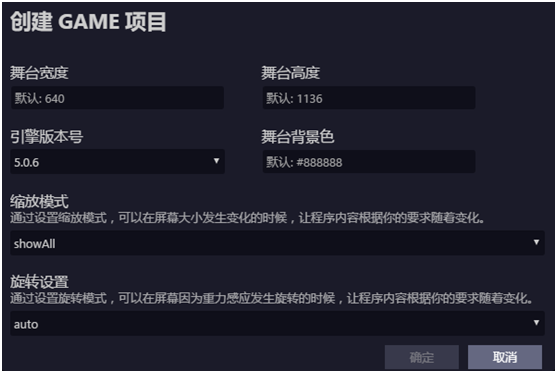 创建 GAME 项目
舞台宽度 舞台高度
默认: 640 默认: 1136
引擎版本号 舞台背景色
5.0.6 默认: #888888
缩放模式
通过设置缩放模式，可以在屏幕大小发生变化的时候，让程序内容根据你的要求随着变化。
showAll
旋转设置
通过设置旋转模式，可以在屏幕因为重力感应发生旋转的时候，让程序内容根据你的要求随着变化。
auto
确定 取消